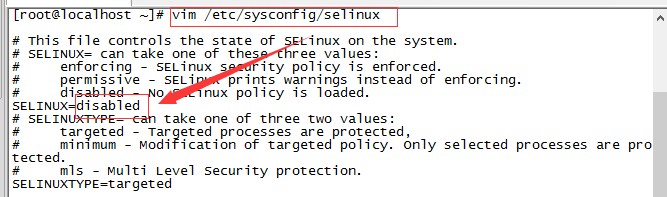 [root@localhost ~]# vim /etc/sysconfig/selinux
# This file controls the state of SELinux on the system.
# SELINUX= can take one of these three values:
#     enforcing - SELinux security policy is enforced.
#     permissive - SELinux prints warnings instead of enforcing.
#     disabled - No SELinux policy is loaded.
SELINUX=disabled
# SELINUXTYPE= can take one of three two values:
#     targeted - Targeted processes are protected,
#     minimum - Modification of targeted policy. Only selected processes are pro
tected.
#     mls - Multi Level Security protection.
SELINUXTYPE=targeted